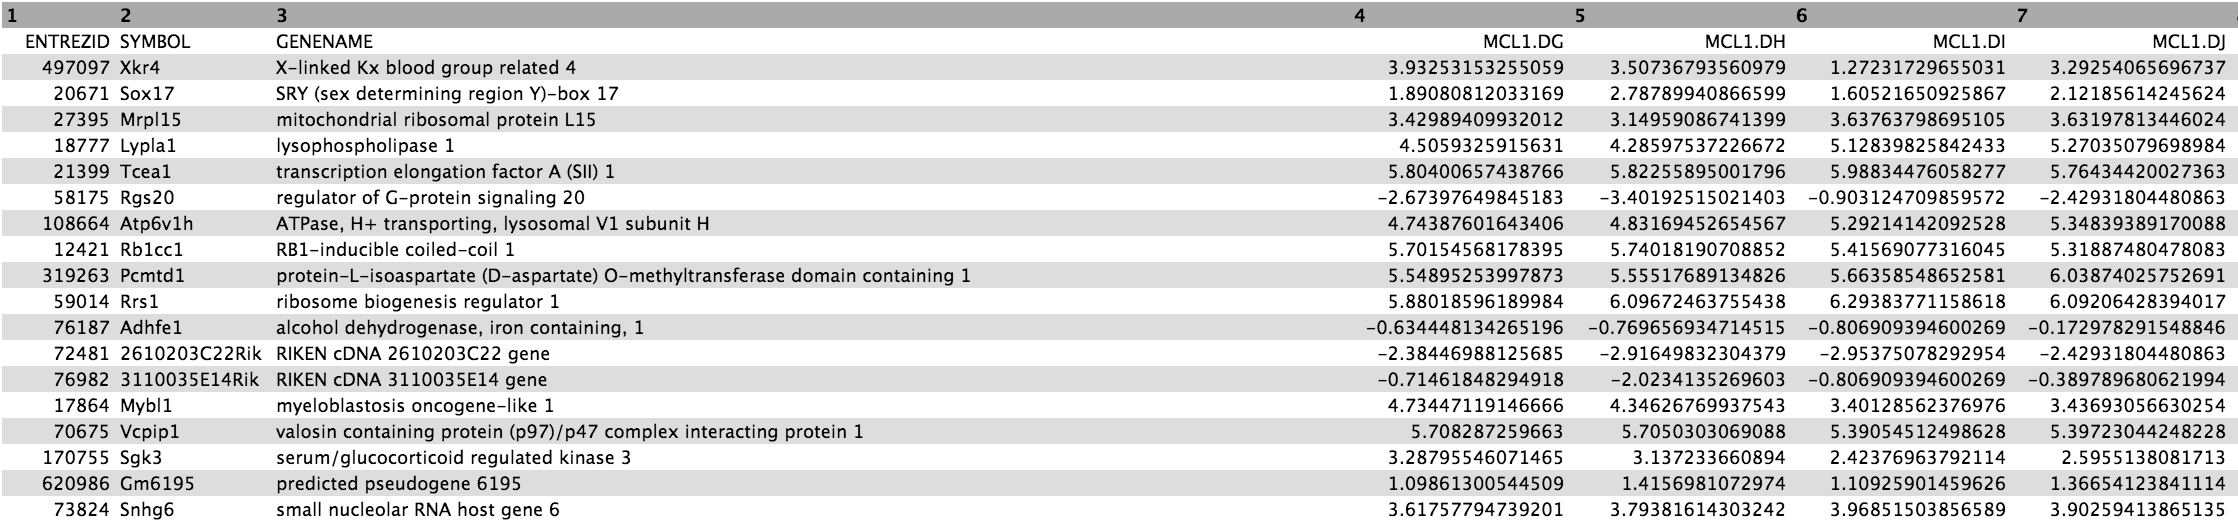 1 2 3 4 5 6 7
ENTREZID SYMBOL GENENAME MCL1.DG MCL1.DH MCL1.DI MCL1.DJ
497097 Xkr4 X-linked Kx blood group related 4 3.93253153255059 3.50736793560979 1.27231729655031 3.29254065696737
20671 Sox17 SRY (sex determining region Y)-box 17 1.89080812033169 2.78789940866599 1.60521650925867 2.12185614245624
27395 Mrpl15 mitochondrial ribosomal protein L15 3.42989409932012 3.14959086741399 3.63763798695105 3.63197813446024
18777 Lypla1 lysophospholipase 1 4.5059325915631 4.28597537226672 5.12839825842433 5.27035079698984
21399 Tcea1 transcription elongation factor A (SII) 1 5.80400657438766 5.82255895001796 5.98834476058277 5.76434420027363
58175 Rgs20 regulator of G-protein signaling 20 -2.67397649845183 -3.40192515021403 -0.903124709859572 -2.42931804480863
108664 Atp6v1h ATPase, H+ transporting, lysosomal V1 subunit H 4.74387601643406 4.83169452654567 5.29214142092528 5.348439389170088
12421 Rb1cc1 RB1-inducible coiled-coil 1 5.70154568178395 5.74018190708852 5.41569077316045 5.31887480478083
319263 Pcmtd1 protein-L-isoaspartate (D-aspartate) O-methyltransferase domain containing 1 5.54895253997873 5.55517689134826 5.66358548652581 6.03874025752691
59014 Rrs1 ribosome biogenesis regulator 1 5.88018596189984 6.09672463755438 6.29383771158618 6.09206428394017
76187 Adhfe1 alcohol dehydrogenase, iron containing, 1 -0.634448134265196 -0.769656934714515 -0.806909394600269 -0.172978291548846
72481 2610203C22Rik RIKEN cDNA 2610203C22 gene -2.38446988125685 -2.91649832304379 -2.95375078292954 -2.42931804480863
76982 3110035E14Rik RIKEN cDNA 3110035E14 gene -0.71461848294918 -2.0234135269603 -0.806909394600269 -0.389789680621994
17864 Mybl1 myeloblastosis oncogene-like 1 4.73447119146666 4.34626769937543 3.40128562376976 3.43693056630254
70675 Vcpip1 valosin containing protein (p97)/p47 complex interacting protein 1 5.708287259663 5.7050303069088 5.39054512498628 5.39723044248228
170755 Sgk3 serum/glucocorticoid regulated kinase 3 3.28795546071465 3.137233660894 2.42376963792114 2.5955138081713
620986 Gm6195 predicted pseudogene 6195 1.09861300544509 1.4156981072974 1.10925901459626 1.36654123841114
73824 Snhg6 small nucleolar RNA host gene 6 3.61757794739201 3.79381614303242 3.96851503856589 3.90259413865135